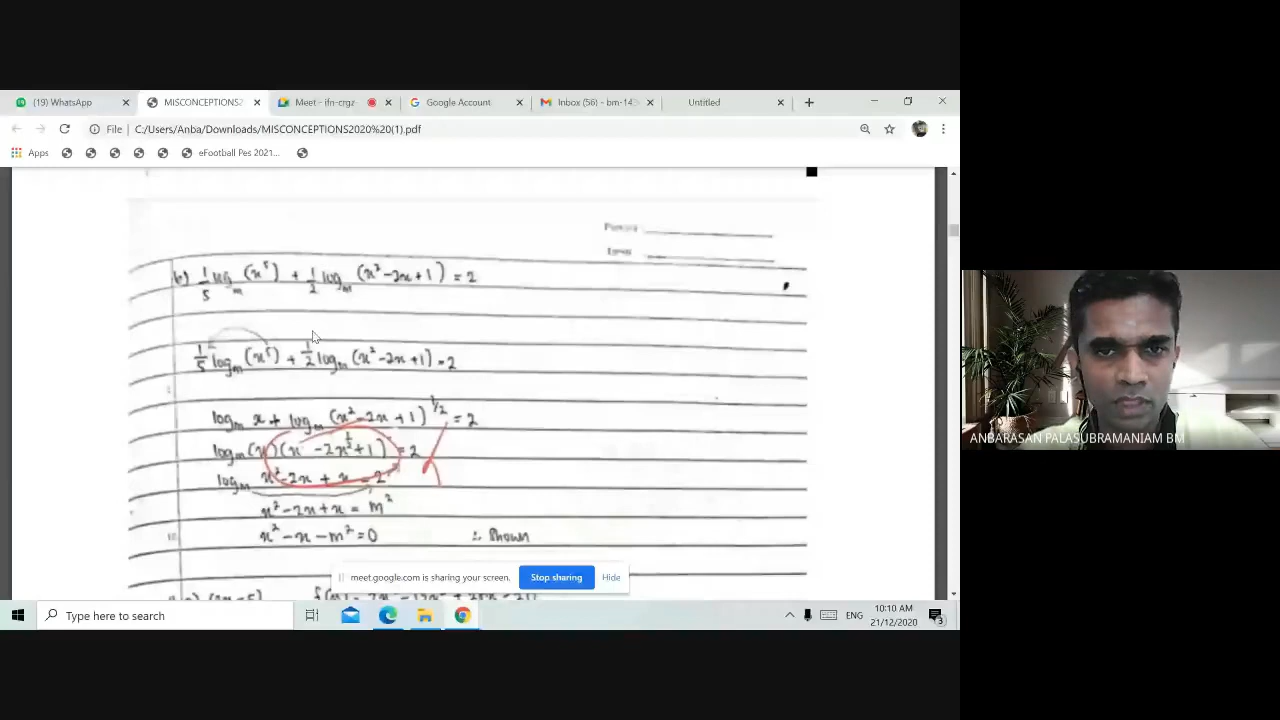 (19) WhatsApp
MISCONCEPTIONS2
Meet – ifn-crgz-
Google Account
Inbox (56) – bm-14
Untitled
File
C:/Users/Anba/Downloads/MISCONCEPTIONS2020%20(1).pdf
Apps
eFootball Pes 2021...
b) 1/5 log_m (x^5) + 1/2 log_m (x^2 - 2x + 1) = 2
1/5 log_m (x^5) + 1/2 log_m (x^2 - 2x + 1) = 2
log_m x + log_m (x^2 - 2x + 1)^1/2 = 2
log_m (x)(x - 2x^1/2 + 1) = 2
log_m x^2 - 2x + x = 2
x^2 - 2x + x = m^2
x^2 - x - m^2 = 0 ∴ Shown
meet.google.com is sharing your screen.
Stop sharing
Hide
ANBARASAN PALASUBRAMANIAM BM
Type here to search
ENG
10:10 AM
21/12/2020
3